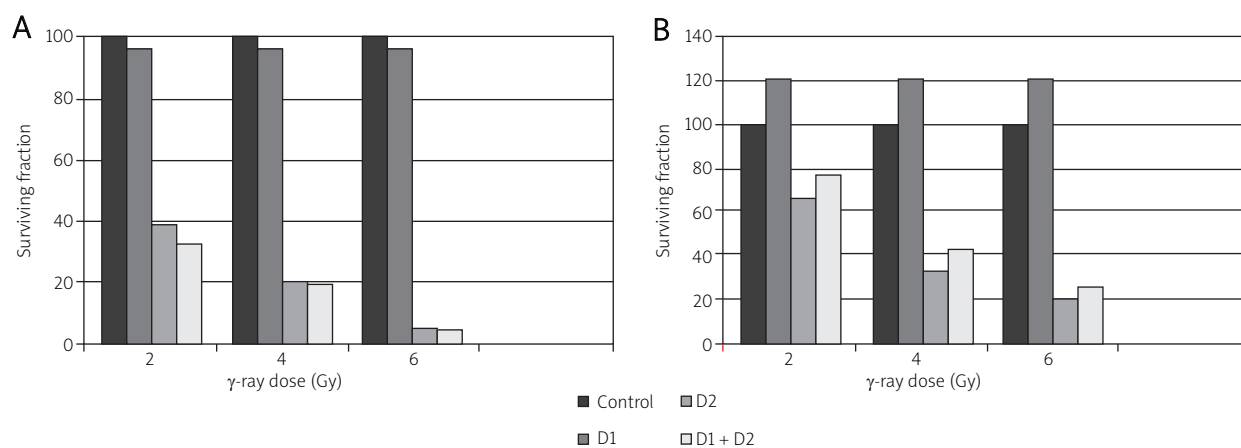 A
Surviving fraction
100
80
60
40
20
0
2 4 6
γ-ray dose (Gy)
B
Surviving fraction
140
120
100
80
60
40
20
0
2 4 6
γ-ray dose (Gy)
Control D2
D1 D1 + D2